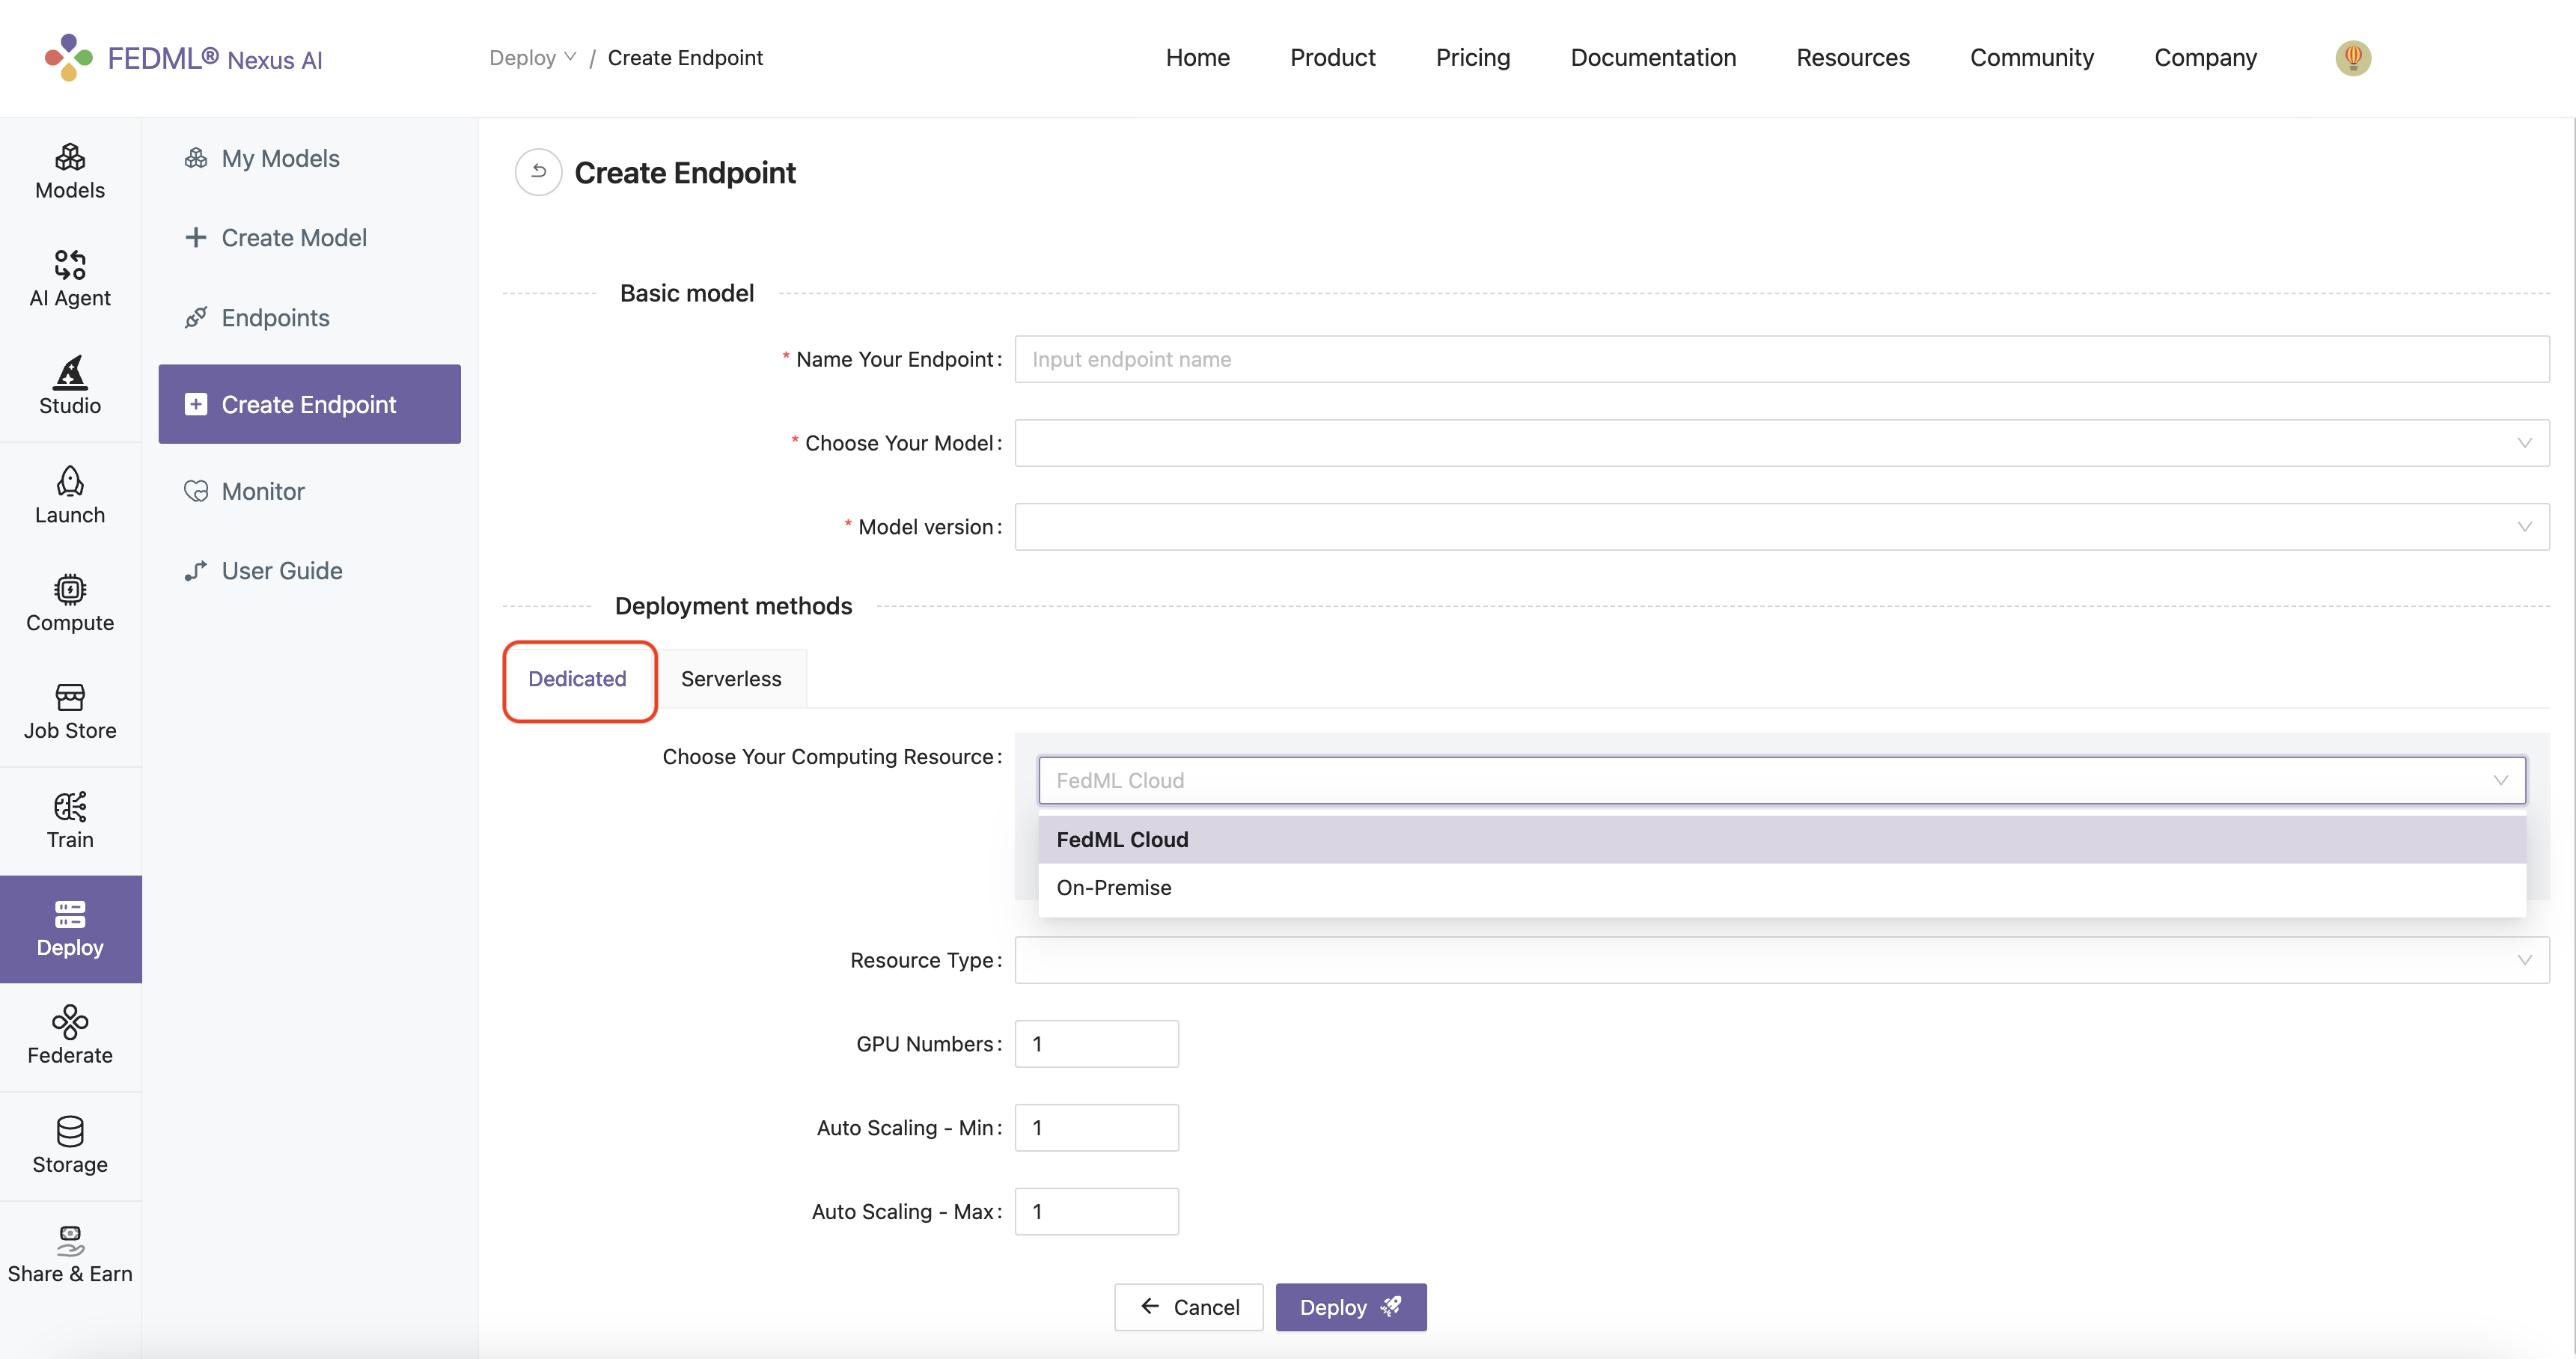 FEDML® Nexus AI
Deploy / Create Endpoint
Home Product Pricing Documentation Resources Community Company
Models
AI Agent
Studio
Launch
Compute
Job Store
Train
Deploy
Federate
Storage
Share & Earn
My Models
Create Model
Endpoints
Create Endpoint
Monitor
User Guide
Create Endpoint
Basic model
* Name Your Endpoint: Input endpoint name
* Choose Your Model:
* Model version:
Deployment methods
Dedicated Serverless
Choose Your Computing Resource: FedML Cloud
FedML Cloud
On-Premise
Resource Type:
GPU Numbers: 1
Auto Scaling - Min: 1
Auto Scaling - Max: 1
Cancel Deploy